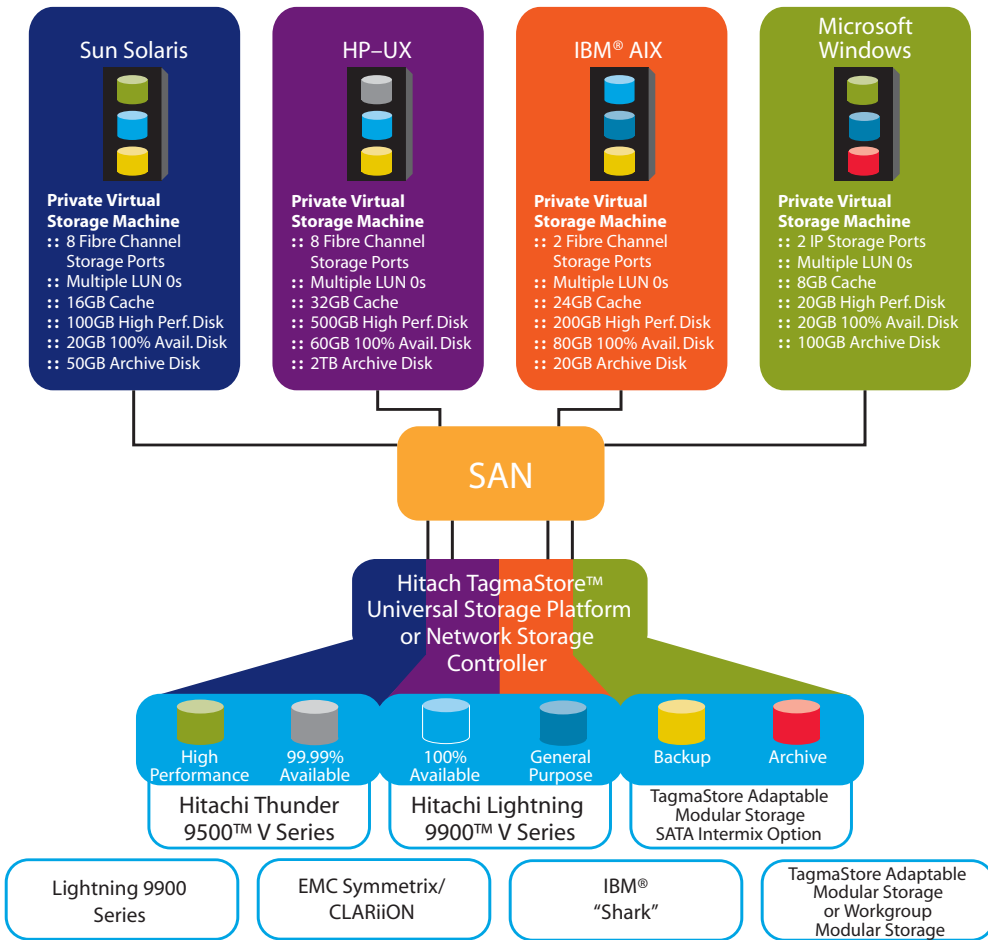 Sun Solaris
Private Virtual
Storage Machine
:: 8 Fibre Channel
Storage Ports
:: Multiple LUN 0s
:: 16GB Cache
:: 100GB High Perf. Disk
:: 20GB 100% Avail. Disk
:: 50GB Archive Disk
HP–UX
Private Virtual
Storage Machine
:: 8 Fibre Channel
Storage Ports
:: Multiple LUN 0s
:: 32GB Cache
:: 500GB High Perf. Disk
:: 60GB 100% Avail. Disk
:: 2TB Archive Disk
IBM® AIX
Private Virtual
Storage Machine
:: 2 Fibre Channel
Storage Ports
:: Multiple LUN 0s
:: 24GB Cache
:: 200GB High Perf. Disk
:: 80GB 100% Avail. Disk
:: 20GB Archive Disk
Microsoft
Windows
Private Virtual
Storage Machine
:: 2 IP Storage Ports
:: Multiple LUN 0s
:: 8GB Cache
:: 20GB High Perf. Disk
:: 20GB 100% Avail. Disk
:: 100GB Archive Disk
SAN
Hitach TagmaStore™
Universal Storage Platform
or Network Storage
Controller
High
Performance
99.99%
Available
100%
Available
General
Purpose
Backup
Archive
Hitachi Thunder
9500™ V Series
Hitachi Lightning
9900™ V Series
TagmaStore Adaptable
Modular Storage
SATA Intermix Option
Lightning 9900
Series
EMC Symmetrix/
CLARiiON
IBM®
“Shark”
TagmaStore Adaptable
Modular Storage
or Workgroup
Modular Storage